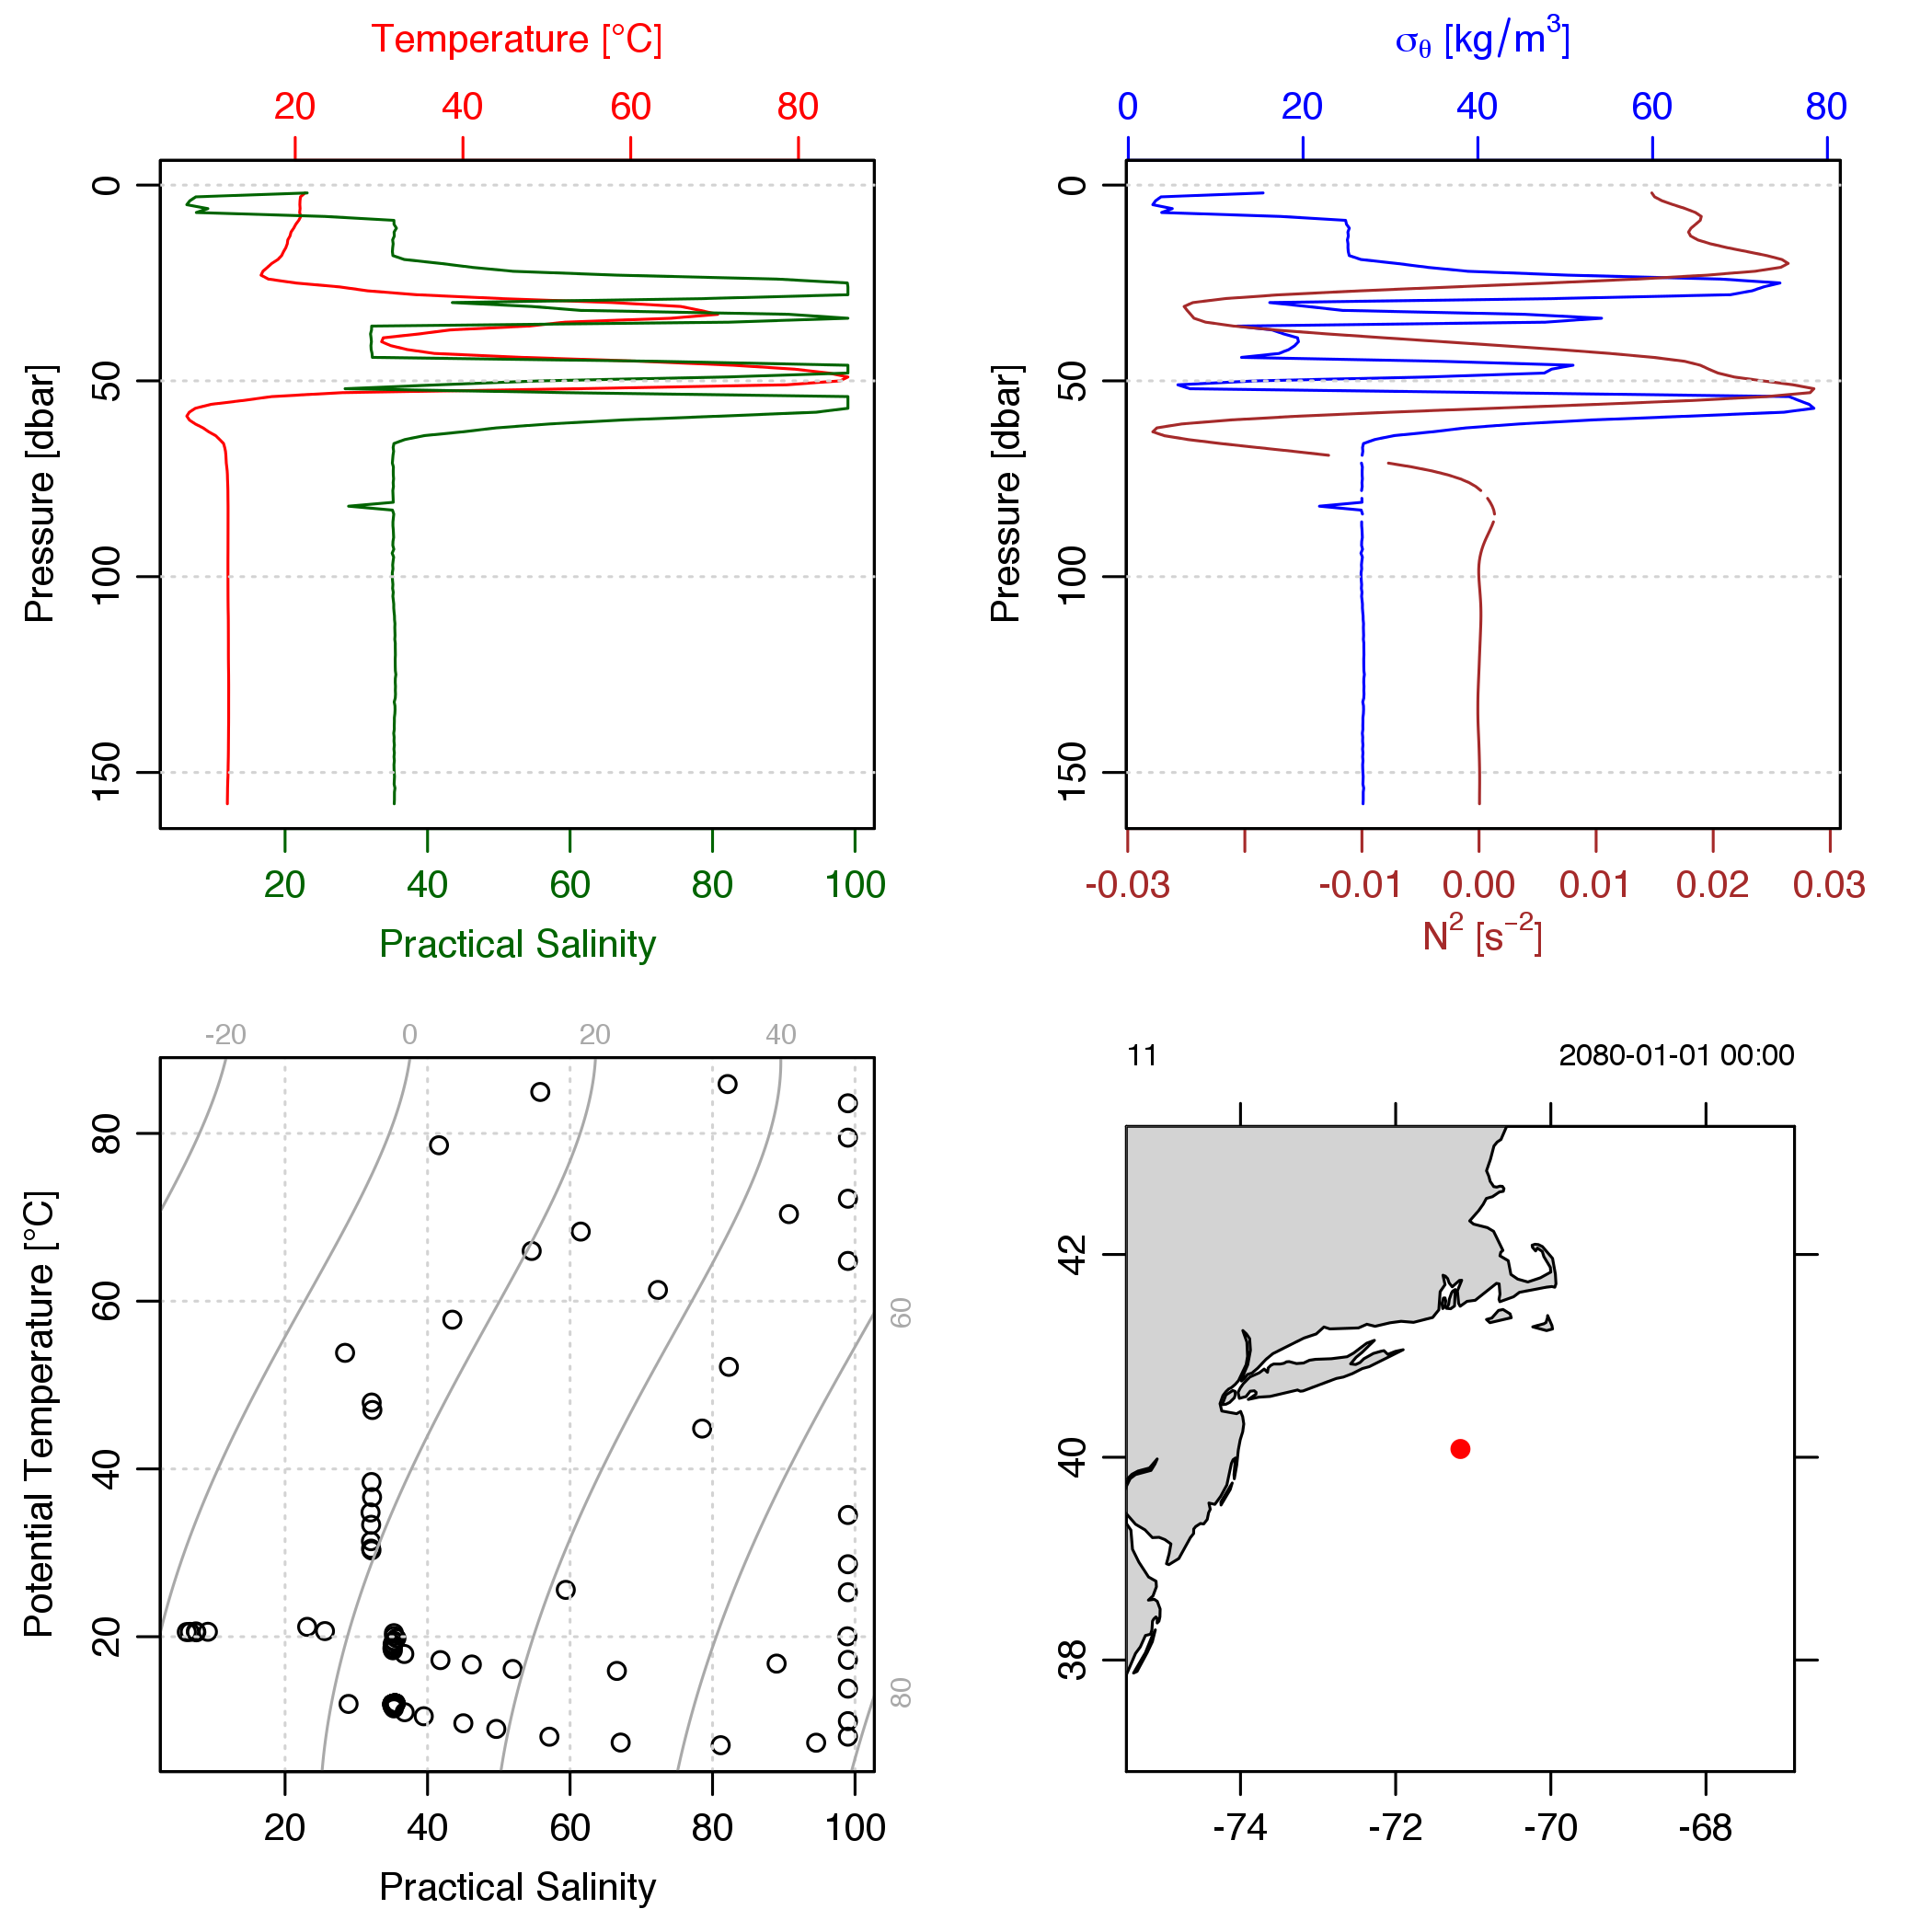 Temperature [°C]
20 40 60 80
0
50
100
150
Pressure [dbar]
20 40 60 80 100
Practical Salinity
σθ [kg/m³]
0 20 40 60 80
0
50
100
150
Pressure [dbar]
-0.03 -0.01 0.00 0.01 0.02 0.03
N² [s⁻²]
-20 0 20 40
80
60
40
20
Potential Temperature [°C]
60
80
20 40 60 80 100
Practical Salinity
11 2080-01-01 00:00
42
40
38
-74 -72 -70 -68